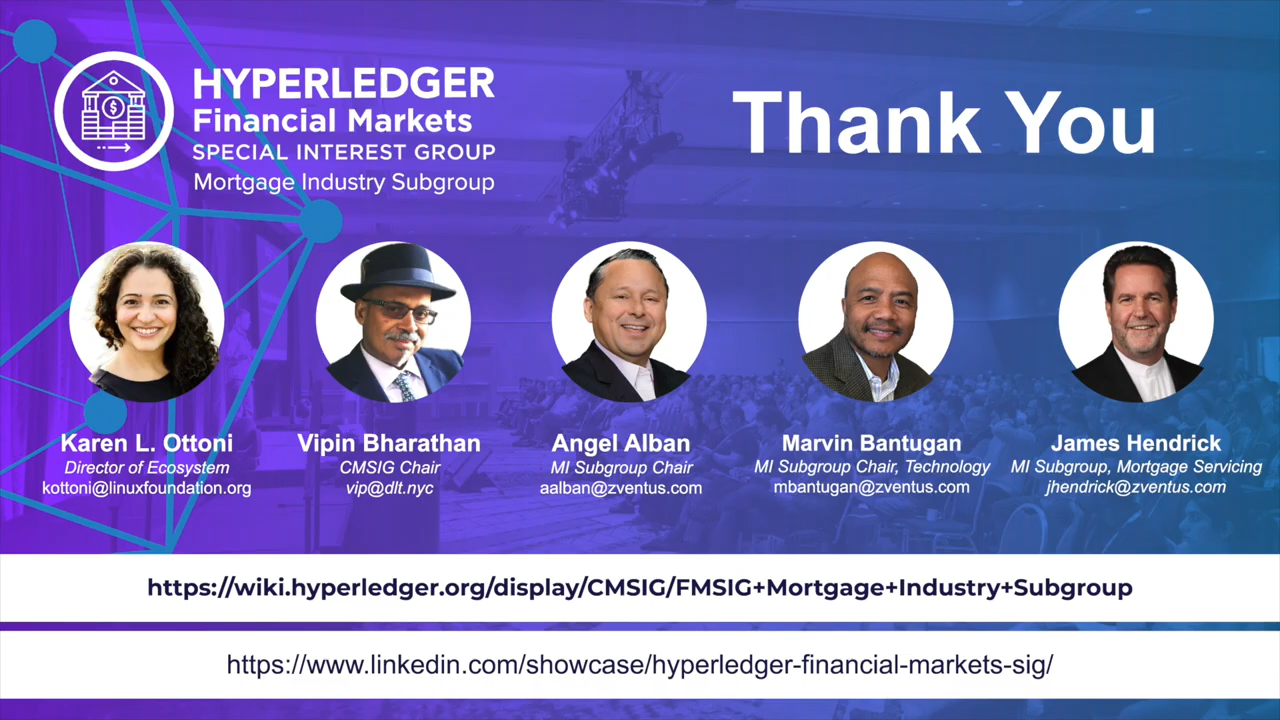 HYPERLEDGER
Financial Markets
SPECIAL INTEREST GROUP
Mortgage Industry Subgroup
Thank You
Karen L. Ottoni
Director of Ecosystem
kottoni@linuxfoundation.org
Vipin Bharathan
CMSIG Chair
vip@dlt.nyc
Angel Alban
MI Subgroup Chair
aalban@zventus.com
Marvin Bantugan
MI Subgroup Chair, Technology
mbantugan@zventus.com
James Hendrick
MI Subgroup, Mortgage Servicing
jhendrick@zventus.com
https://wiki.hyperledger.org/display/CMSIG/FMSIG+Mortgage+Industry+Subgroup
https://www.linkedin.com/showcase/hyperledger-financial-markets-sig/